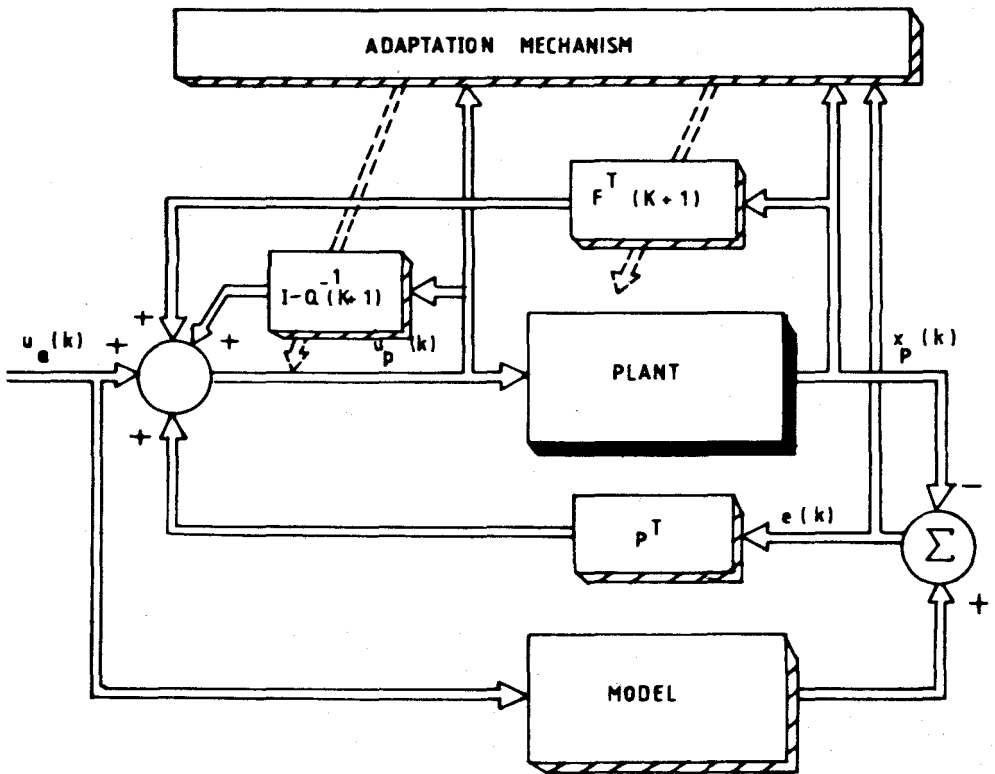 ADAPTATION MECHANISM
F^T (K+1)
I-Q^-1 (K+1)
+
+
+
+
u_e(k)
u_p(k)
PLANT
x_p(k)
-
P^T
e(k)
Σ
+
MODEL